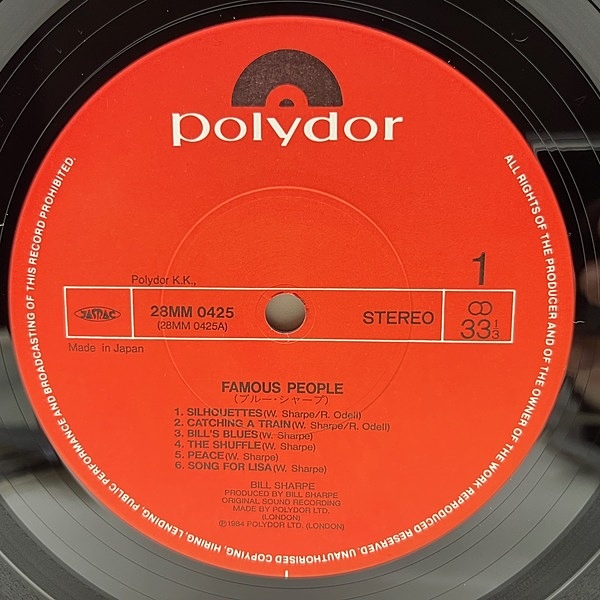 polydor
ALL RIGHTS OF THE PRODUCER AND OF THE OWNER OF THE WORK REPRODUCED RESERVED. UNAUTHORISED COPYING, HIRING, LENDING, PUBLIC PERFORMANCE AND BROADCASTING OF THIS RECORD PROHIBITED.
1
Polydor K.K.,
JASRAC
28MM 0425
(28MM 0425A)
STEREO
33 1/3
Made in Japan
FAMOUS PEOPLE
(ブルー・シャープ)
1. SILHOUETTES (W. Sharpe/R. Odell)
2. CATCHING A TRAIN (W. Sharpe/R. Odell)
3. BILL'S BLUES (W. Sharpe)
4. THE SHUFFLE (W. Sharpe)
5. PEACE (W. Sharpe)
6. SONG FOR LISA (W. Sharpe)
BILL SHARPE
PRODUCED BY BILL SHARPE
ORIGINAL SOUND RECORDING
MADE BY POLYDOR LTD.
(LONDON)
Ⓟ1984 POLYDOR LTD. (LONDON)